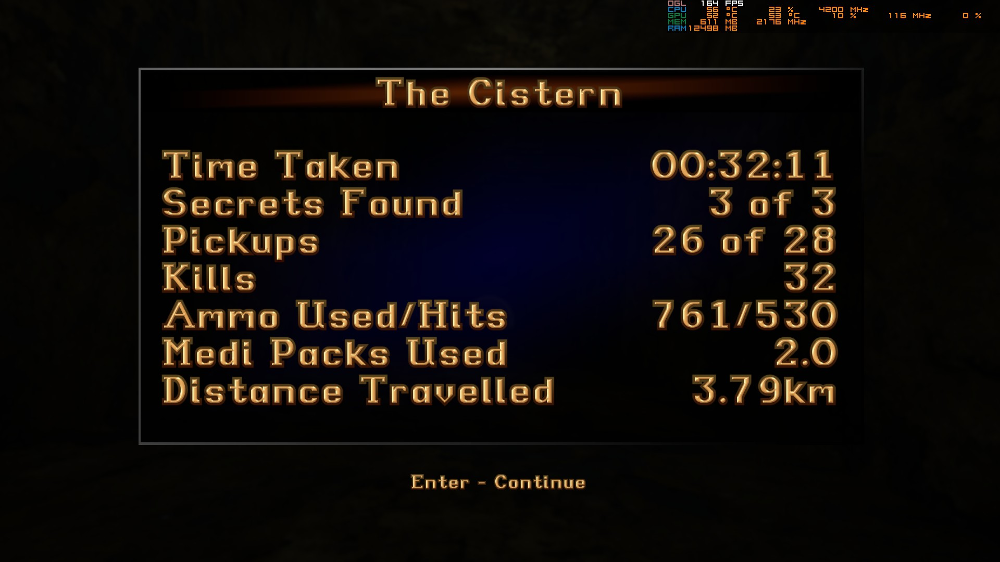 OGL 164 FPS
CPU 56 °C 23 % 4200 MHz
GPU 52 °C 53 °C 10 % 116 MHz 0 %
MEM 611 MB 2176 MHz
RAM 12498 MB
The Cistern
Time Taken 00:32:11
Secrets Found 3 of 3
Pickups 26 of 28
Kills 32
Ammo Used/Hits 761/530
Medi Packs Used 2.0
Distance Travelled 3.79km
Enter - Continue